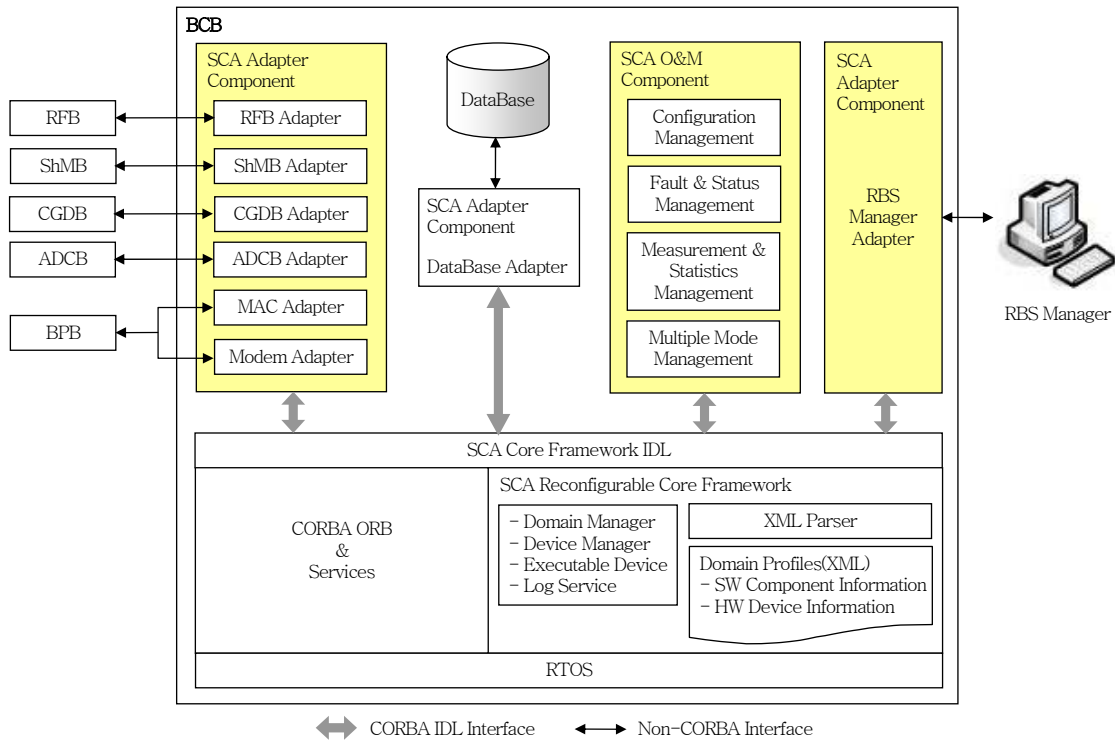 BCB
SCA Adapter
Component
RFB
RFB Adapter
ShMB
ShMB Adapter
CGDB
CGDB Adapter
ADCB
ADCB Adapter
BPB
MAC Adapter
Modem Adapter
DataBase
SCA Adapter
Component
DataBase Adapter
SCA O&M
Component
Configuration
Management
Fault & Status
Management
Measurement &
Statistics
Management
Multiple Mode
Management
SCA
Adapter
Component
RBS
Manager
Adapter
RBS Manager
SCA Core Framework IDL
CORBA ORB
&
Services
SCA Reconfigurable Core Framework
- Domain Manager
- Device Manager
- Executable Device
- Log Service
XML Parser
Domain Profiles(XML)
- SW Component Information
- HW Device Information
RTOS
CORBA IDL Interface
Non-CORBA Interface